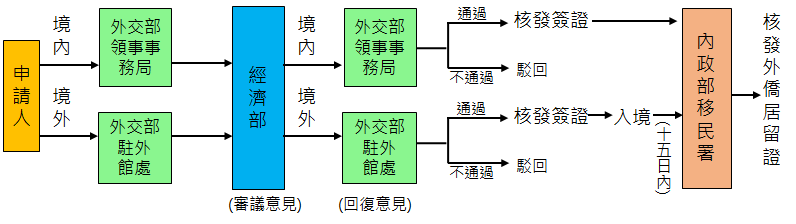 申請人
境內
境外
外交部
領事事
務局
外交部
駐外
館處
經濟部
(審議意見)
境內
境外
外交部
領事事
務局
外交部
駐外
館處
(回復意見)
通過
核發簽證
不通過
駁回
通過
核發簽證
入境
(十五日內)
不通過
駁回
內政部移民署
核發外僑居留證